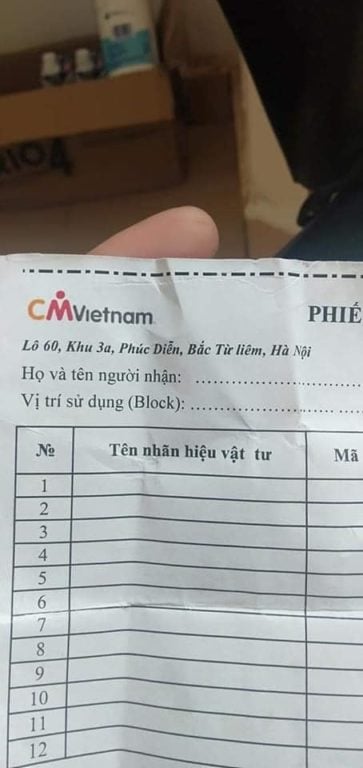 CMVietnam
PHIẾ
Lô 60, Khu 3a, Phúc Diễn, Bắc Từ liêm, Hà Nội
Họ và tên người nhận: ........................
Vị trí sử dụng (Block): ........................
№ Tên nhãn hiệu vật tư Mã
1
2
3
4
5
6
7
8
9
10
11
12